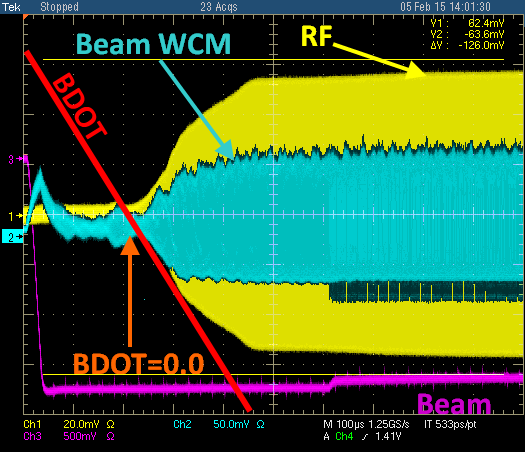 Tek Stopped 23 Acqs 05 Feb 15 14:01:30
V1: 62.4mV
V2: -63.6mV
ΔV: -126.0mV
RF
Beam WCM
BDOT
3
1
2
BDOT=0.0
Beam
Ch1 20.0mV Ω Ch2 50.0mV Ω M 100µs 1.25GS/s IT 533ps/pt
Ch3 500mV Ω A Ch4 ∕ 1.41V